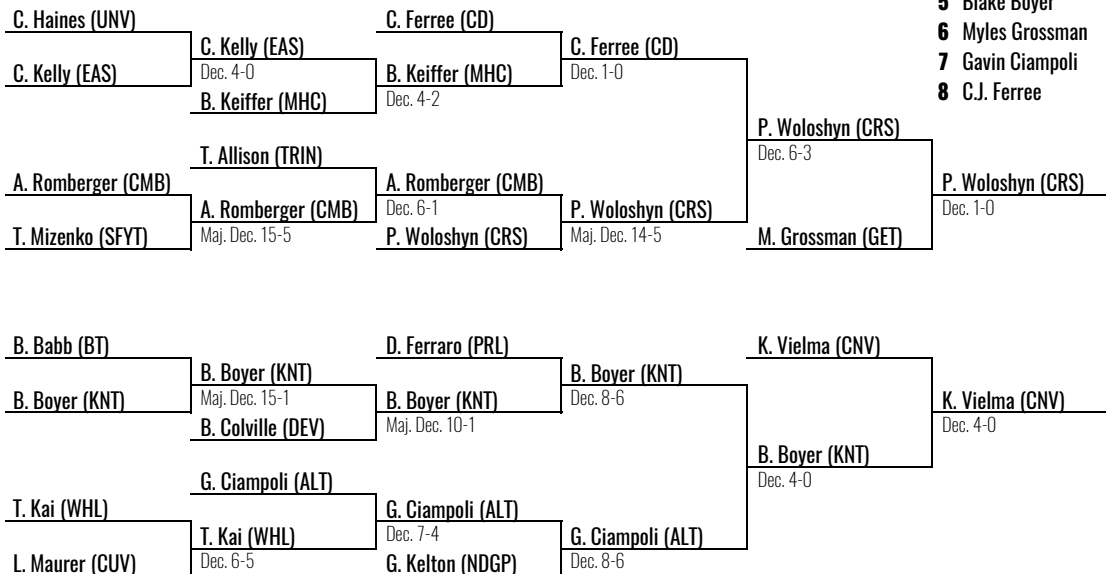 5 Blake Boyer
6 Myles Grossman
7 Gavin Ciampoli
8 C.J. Ferree
C. Haines (UNV)
C. Kelly (EAS)
A. Romberger (CMB)
T. Mizenko (SFYT)
C. Kelly (EAS)
Dec. 4-0
B. Keiffer (MHC)
T. Allison (TRIN)
A. Romberger (CMB)
Maj. Dec. 15-5
C. Ferree (CD)
B. Keiffer (MHC)
Dec. 4-2
A. Romberger (CMB)
Dec. 6-1
P. Woloshyn (CRS)
C. Ferree (CD)
Dec. 1-0
P. Woloshyn (CRS)
Maj. Dec. 14-5
P. Woloshyn (CRS)
Dec. 6-3
M. Grossman (GET)
P. Woloshyn (CRS)
Dec. 1-0
B. Babb (BT)
B. Boyer (KNT)
T. Kai (WHL)
L. Maurer (CUV)
B. Boyer (KNT)
Maj. Dec. 15-1
B. Colville (DEV)
G. Ciampoli (ALT)
T. Kai (WHL)
Dec. 6-5
D. Ferraro (PRL)
B. Boyer (KNT)
Maj. Dec. 10-1
G. Ciampoli (ALT)
Dec. 7-4
G. Kelton (NDGP)
B. Boyer (KNT)
Dec. 8-6
G. Ciampoli (ALT)
Dec. 8-6
K. Vielma (CNV)
B. Boyer (KNT)
Dec. 4-0
K. Vielma (CNV)
Dec. 4-0